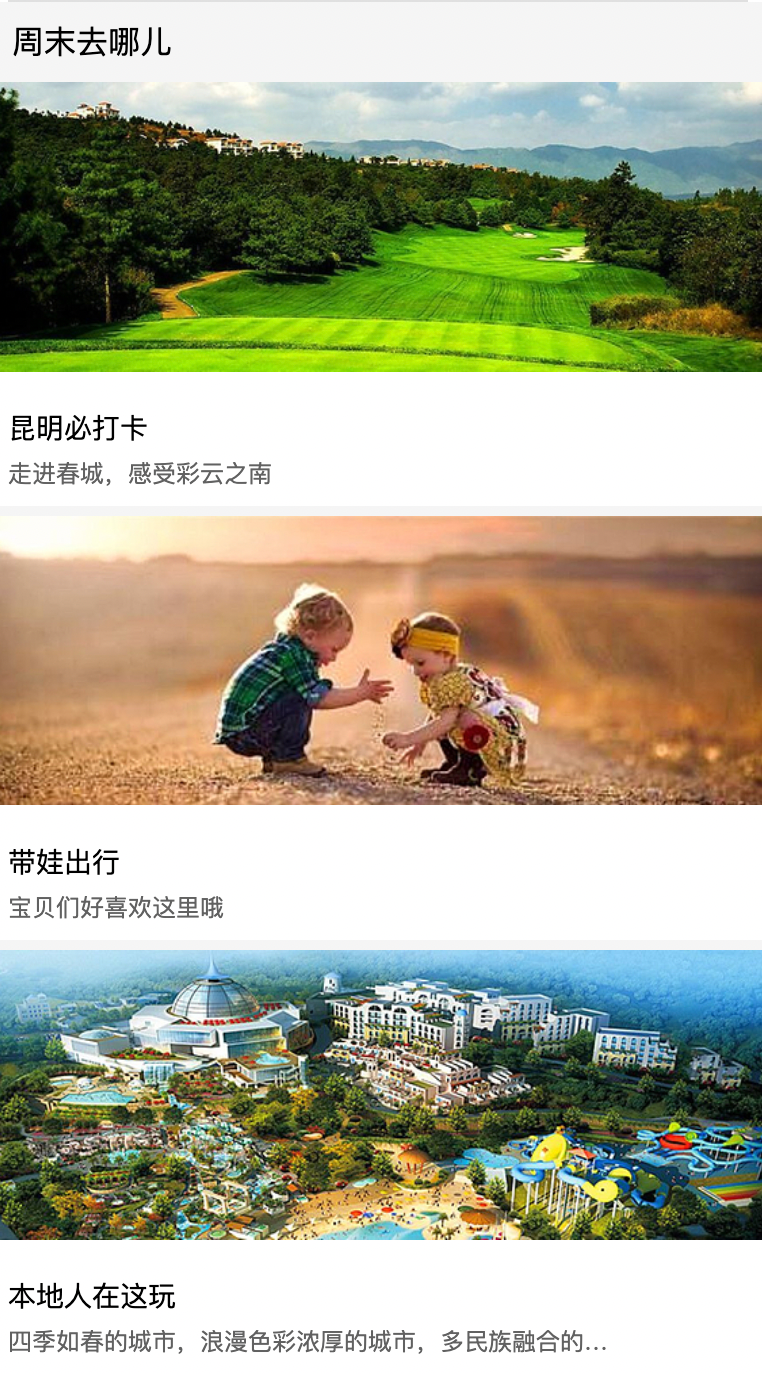 周末去哪儿
昆明必打卡
走进春城，感受彩云之南
带娃出行
宝贝们好喜欢这里哦
本地人在这玩
四季如春的城市，浪漫色彩浓厚的城市，多民族融合的...